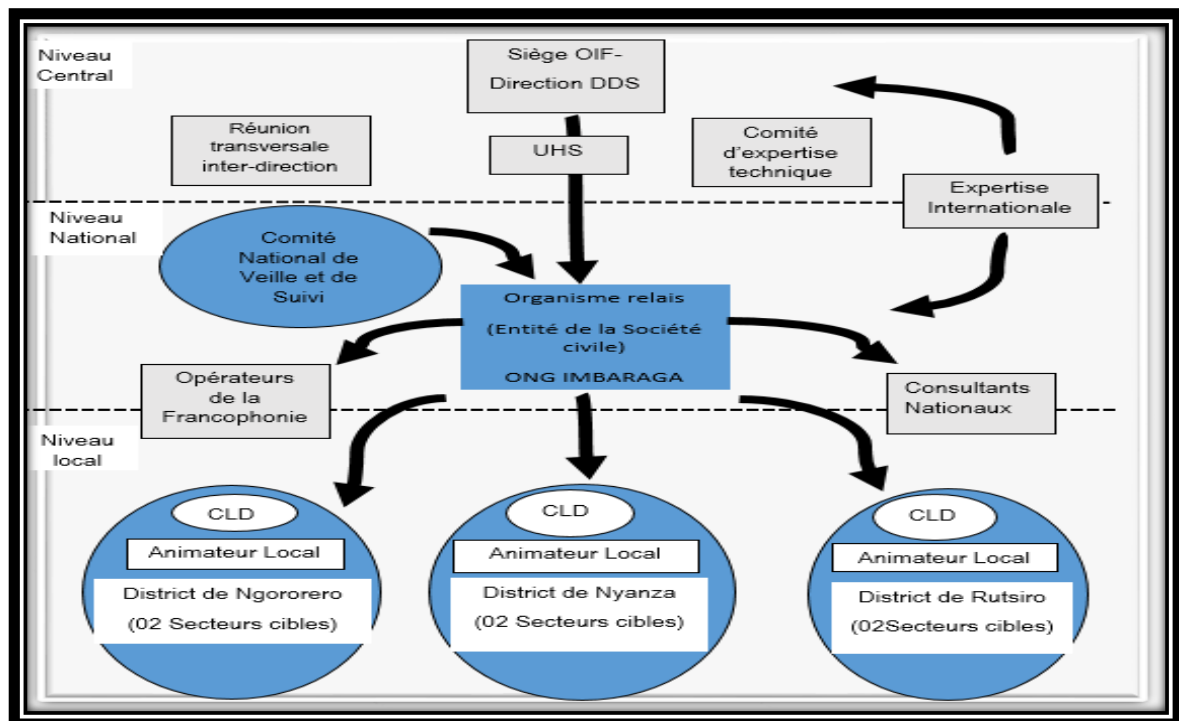 Niveau
Central
Siège OIF-
Direction DDS
Réunion
transversale
inter-direction
UHS
Comité
d'expertise
technique
Expertise
Internationale
Niveau
National
Comité
National de
Veille et de
Suivi
Organisme relais
(Entité de la Société
civile)
ONG IMBARAGA
Opérateurs
de la
Francophonie
Consultants
Nationaux
Niveau
local
CLD
Animateur Local
District de Ngororero
(02 Secteurs cibles)
CLD
Animateur Local
District de Nyanza
(02 Secteurs cibles)
CLD
Animateur Local
District de Rutsiro
(02Secteurs cibles)